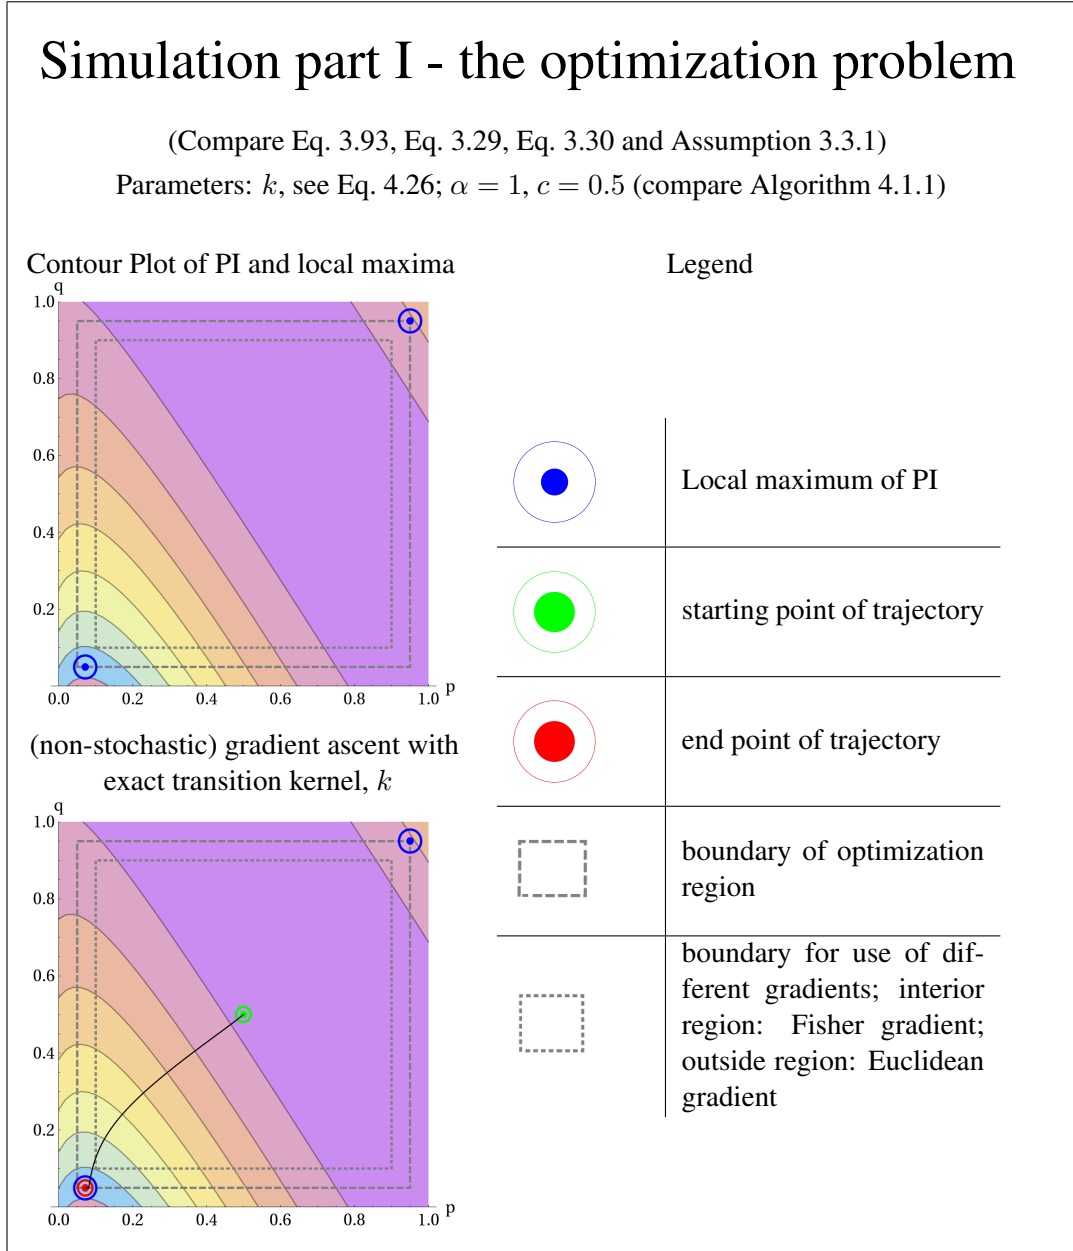 Simulation part I - the optimization problem
(Compare Eq. 3.93, Eq. 3.29, Eq. 3.30 and Assumption 3.3.1)
Parameters: k, see Eq. 4.26; α = 1, c = 0.5 (compare Algorithm 4.1.1)
Contour Plot of PI and local maxima
q
1.0
0.8
0.6
0.4
0.2
0.0 0.2 0.4 0.6 0.8 1.0 p
(non-stochastic) gradient ascent with
exact transition kernel, k
q
1.0
0.8
0.6
0.4
0.2
0.0 0.2 0.4 0.6 0.8 1.0 p
Legend
Local maximum of PI
starting point of trajectory
end point of trajectory
boundary of optimization
region
boundary for use of dif-
ferent gradients; interior
region: Fisher gradient;
outside region: Euclidean
gradient